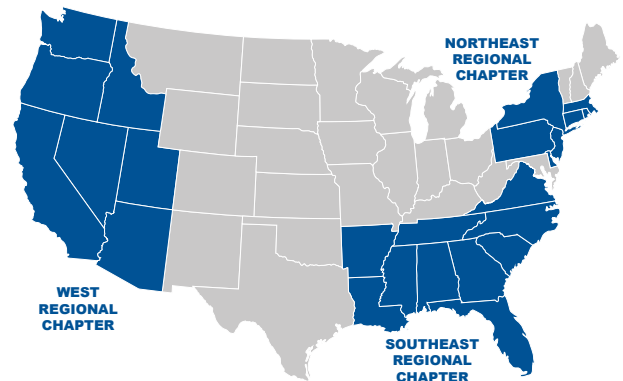 NORTHEAST
REGIONAL
CHAPTER
WEST
REGIONAL
CHAPTER
SOUTHEAST
REGIONAL
CHAPTER